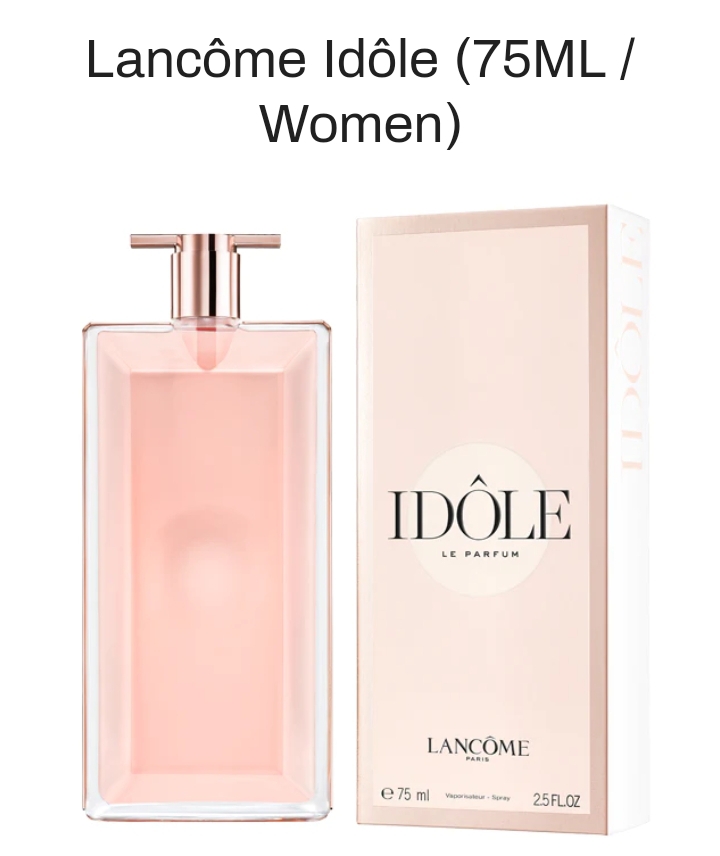 Lancôme Idôle (75ML /
Women)
IDÔLE
IDÔLE
LE PARFUM
LANCÔME
PARIS
e 75 ml Vaporisateur - Spray 2.5 FL.OZ